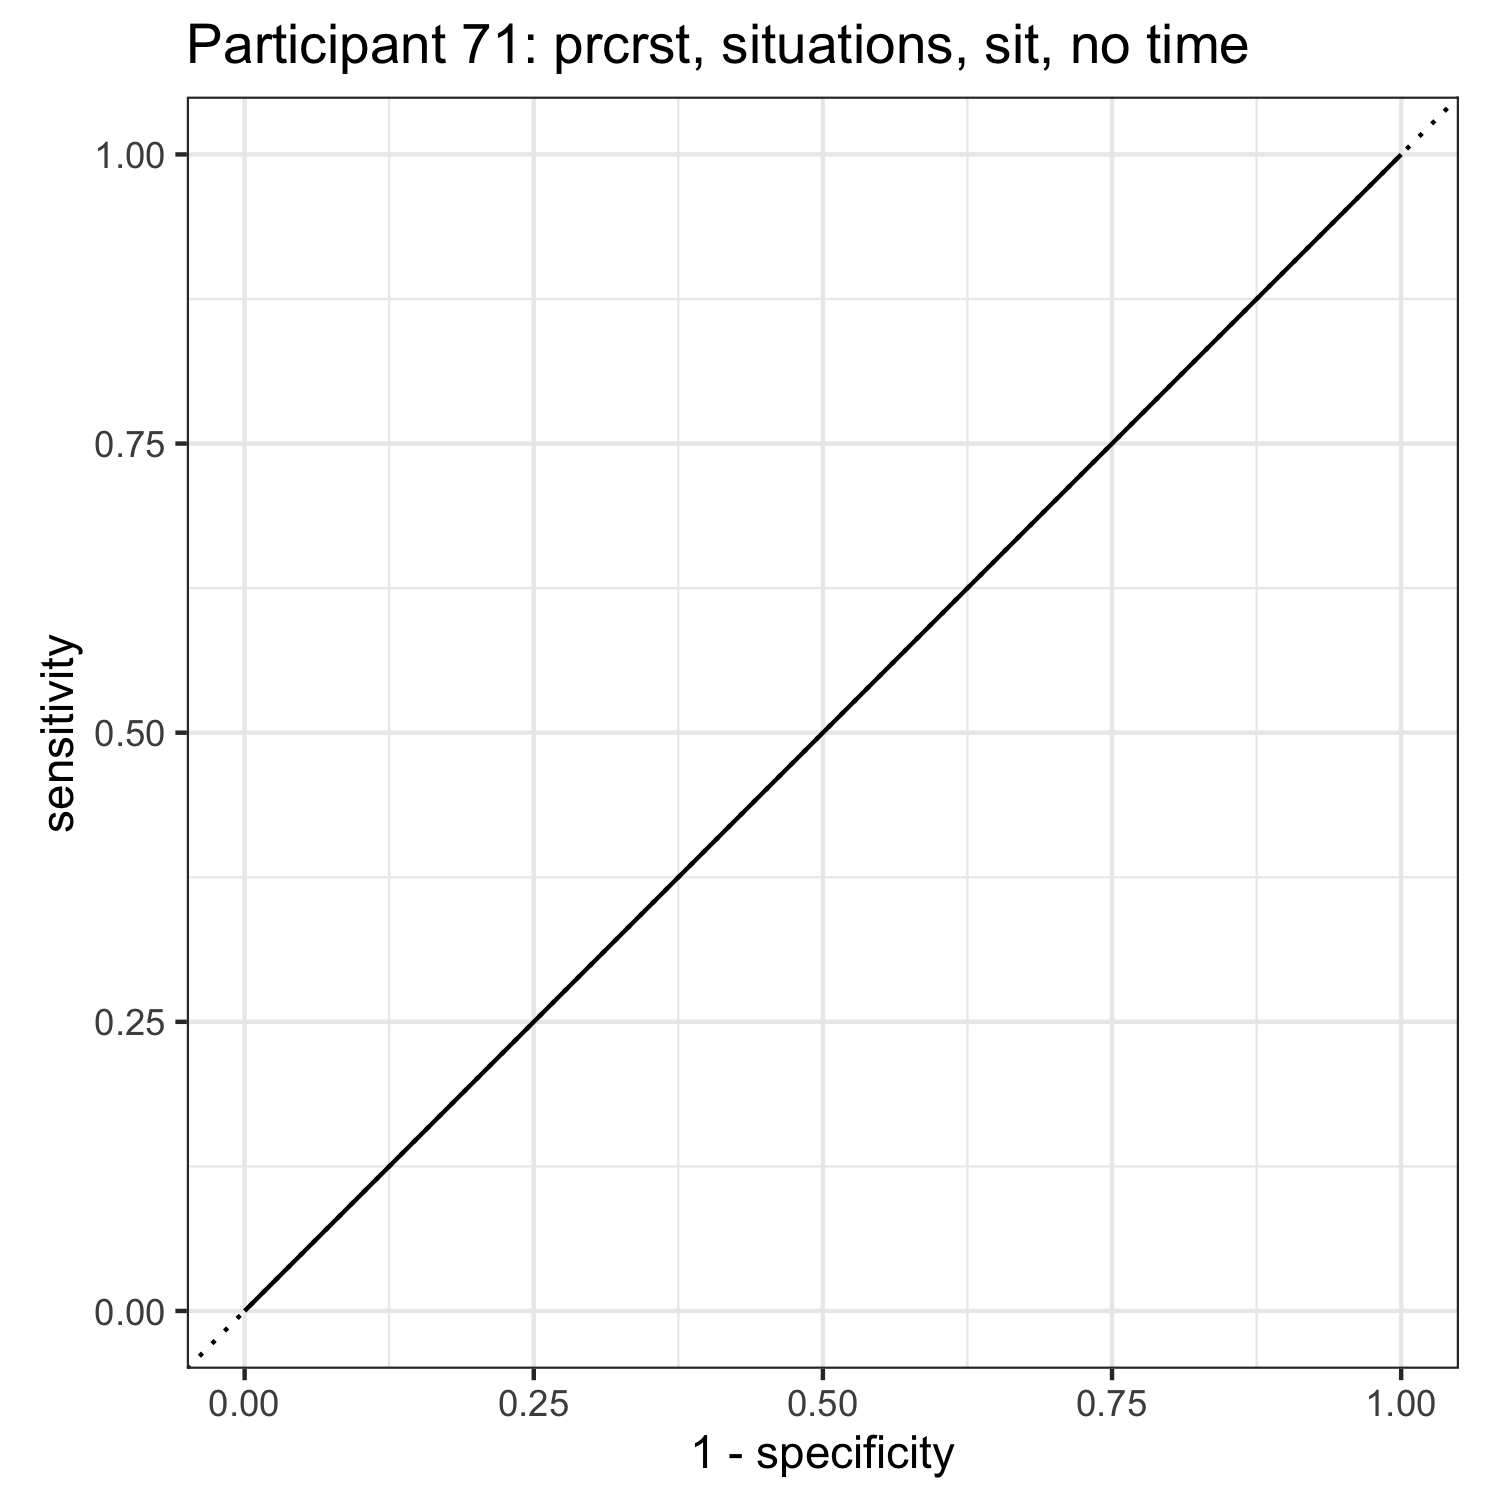 Participant 71: prcrst, situations, sit, no time
1.00
0.75
0.50
0.25
0.00
sensitivity
0.00 0.25 0.50 0.75 1.00
1 - specificity